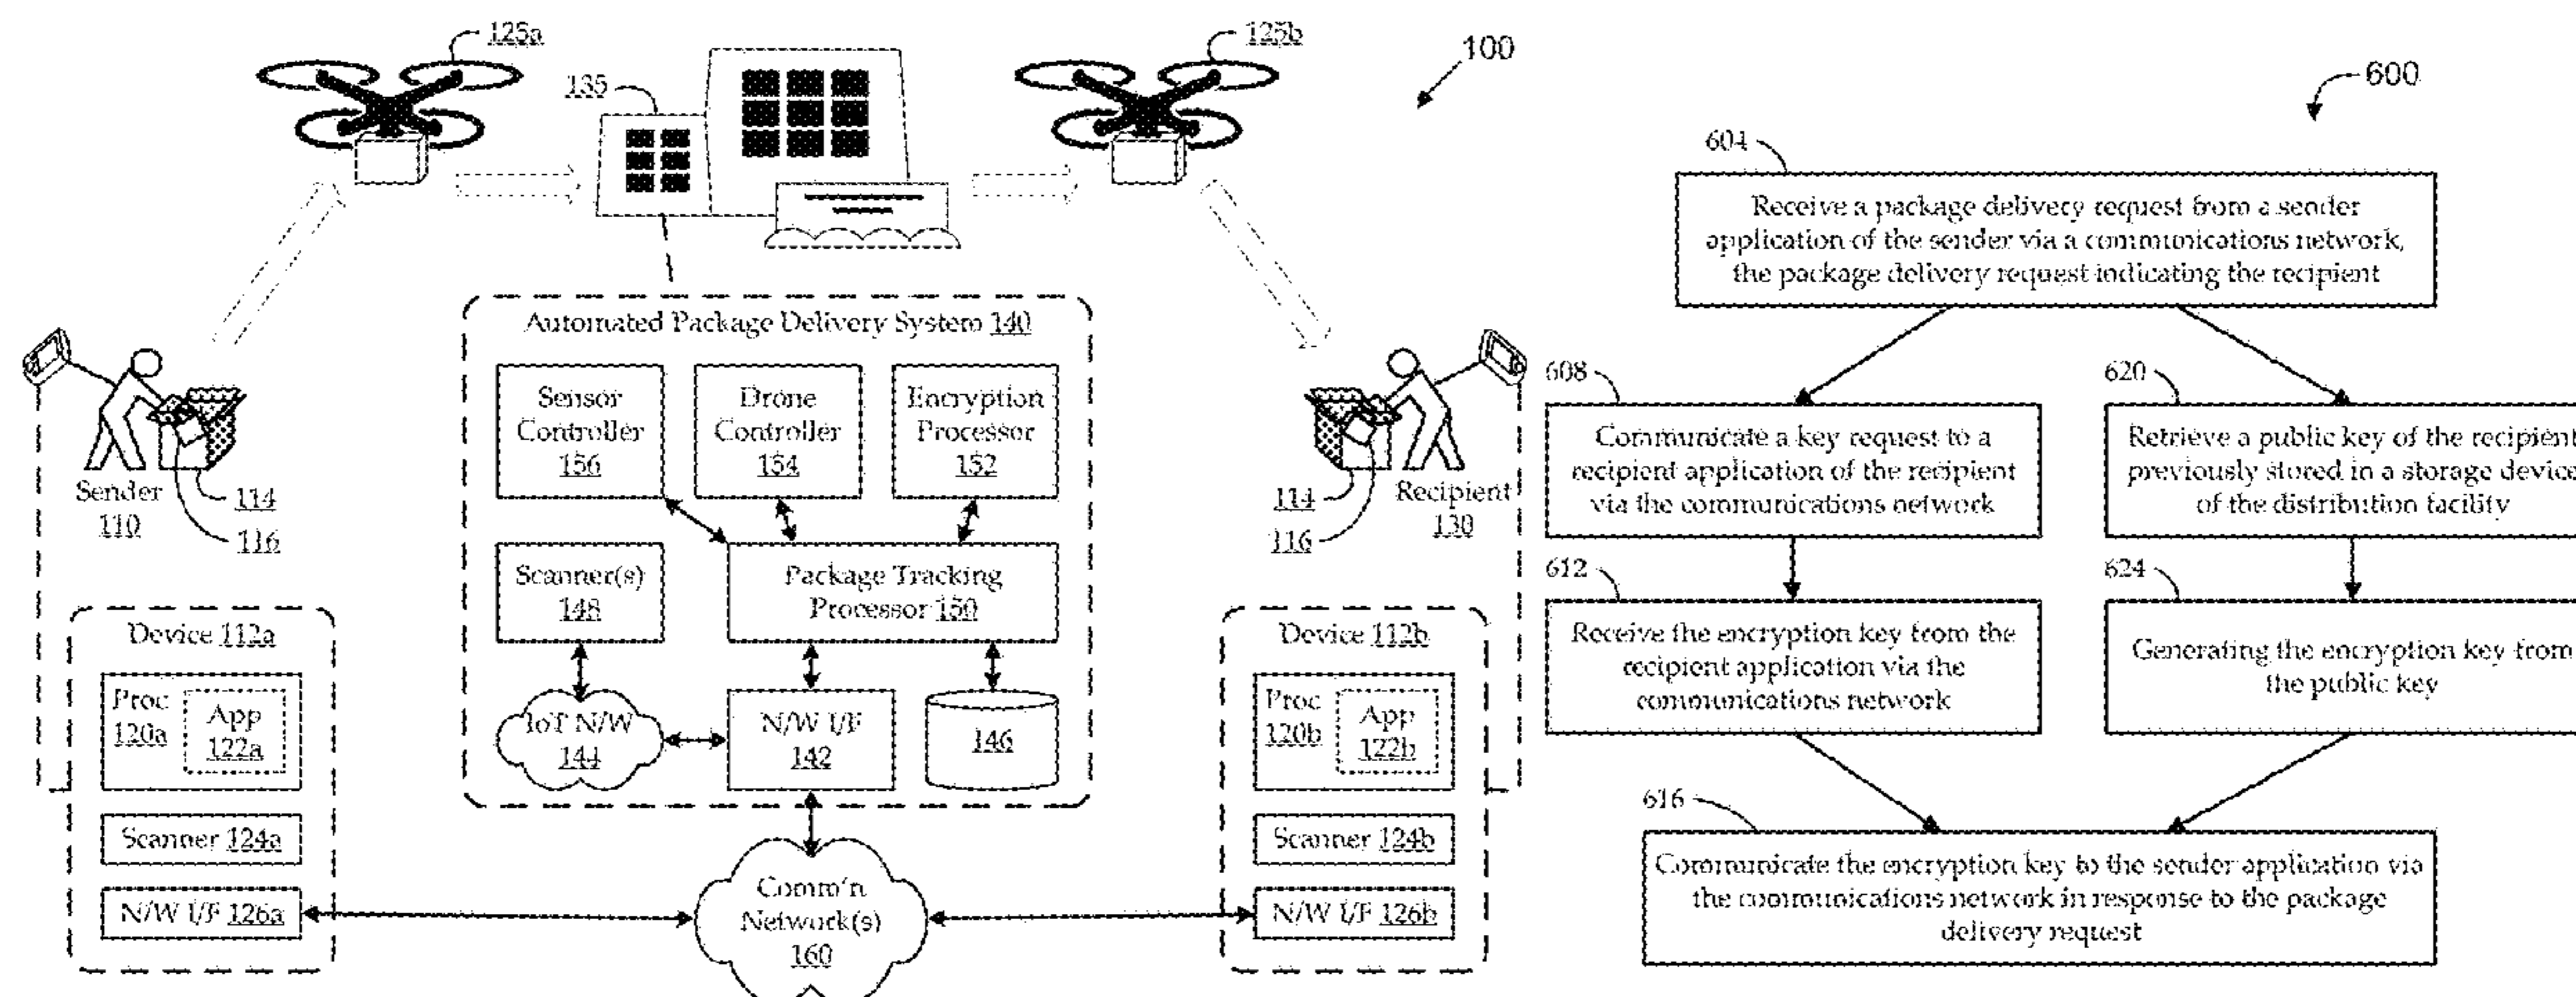 125a
125b
100
135
Automated Package Delivery System 140
Sensor
Controller
156
Drone
Controller
154
Encryption
Processor
152
Sender
110
114
116
Scanner(s)
148
Package Tracking
Processor 150
IoT N/W
144
N/W I/F
142
146
Device 112a
Proc
120a
App
122a
Scanner 124a
N/W I/F 126a
Comm'n
Network(s)
160
114
116
Recipient
130
Device 112b
Proc
120b
App
122b
Scanner 124b
N/W I/F 126b
600
604
Receive a package delivery request from a sender
application of the sender via a communications network,
the package delivery request indicating the recipient
608
Communicate a key request to a
recipient application of the recipient
via the communications network
620
Retrieve a public key of the recipient
previously stored in a storage device
of the distribution facility
612
Receive the encryption key from the
recipient application via the
communications network
624
Generating the encryption key from
the public key
616
Communicate the encryption key to the sender application via
the communications network in response to the package
delivery request